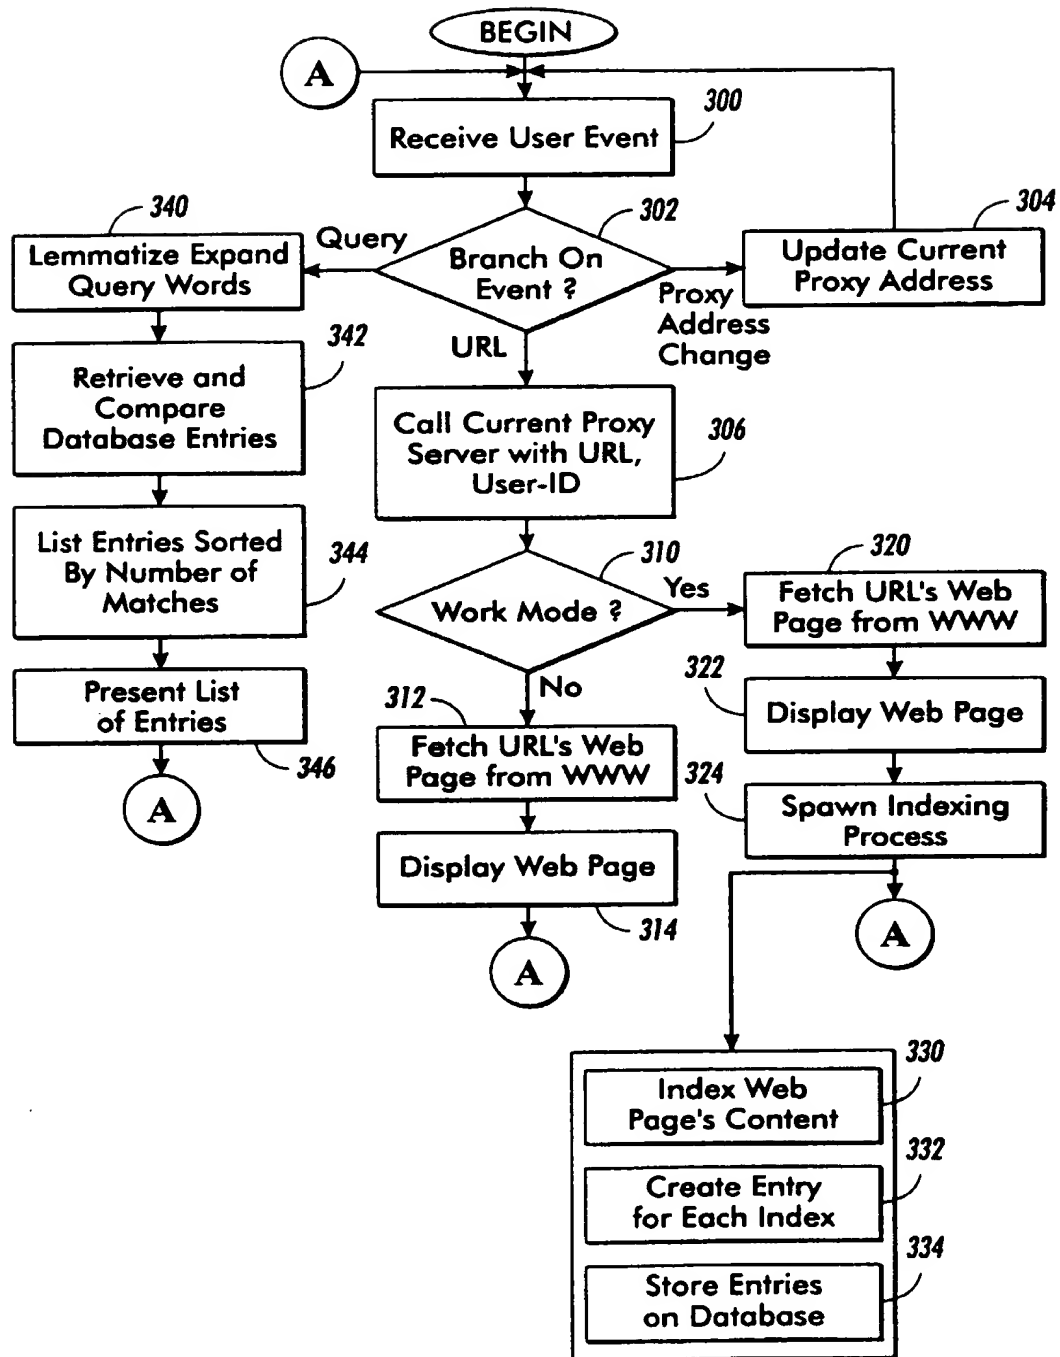 BEGIN
A
300
Receive User Event
340
302
304
Lemmatize Expand
Query Words
Query
Branch On
Event ?
Proxy
Address
Change
Update Current
Proxy Address
URL
342
Retrieve and
Compare
Database Entries
Call Current Proxy
Server with URL,
User-ID
306
List Entries Sorted
By Number of
Matches
344
310
Work Mode ?
Yes
320
Fetch URL's Web
Page from WWW
No
Present List
of Entries
346
A
312
Fetch URL's Web
Page from WWW
322
Display Web Page
324
Spawn Indexing
Process
Display Web Page
314
A
A
330
Index Web
Page's Content
332
Create Entry
for Each Index
334
Store Entries
on Database